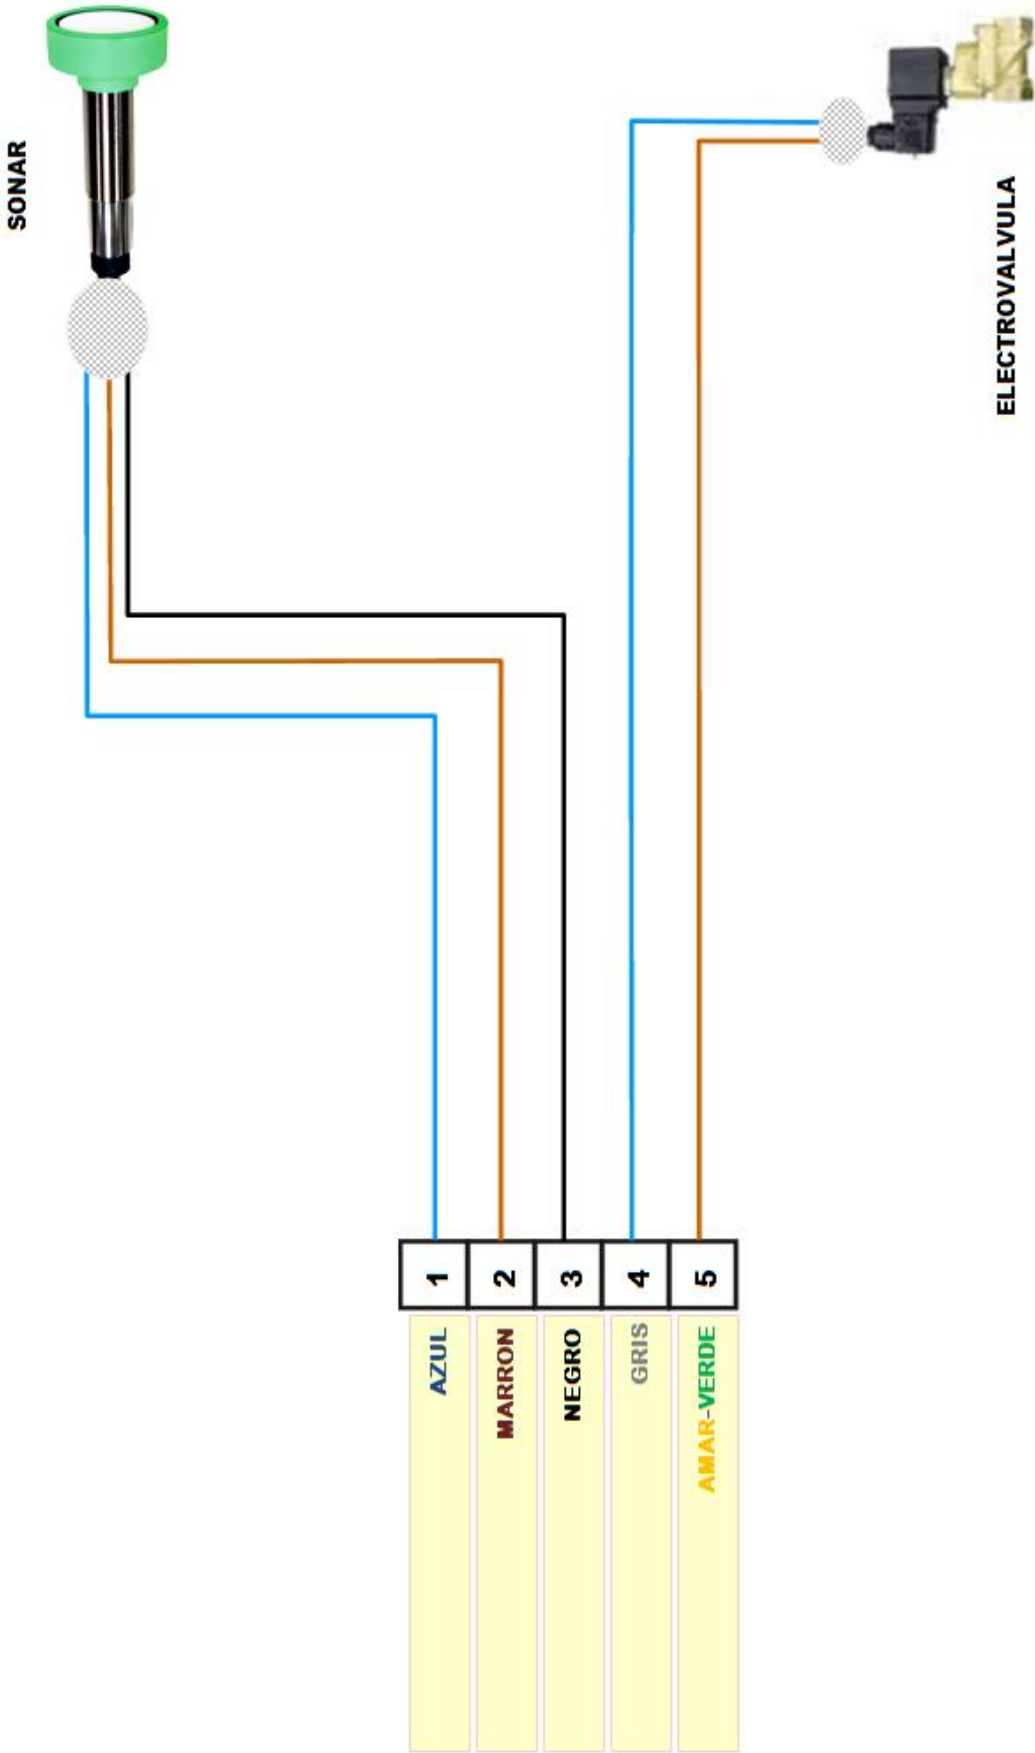 SONAR
ELECTROVALVULA
1
2
3
4
5
AZUL
MARRON
NEGRO
GRIS
AMAR-VERDE